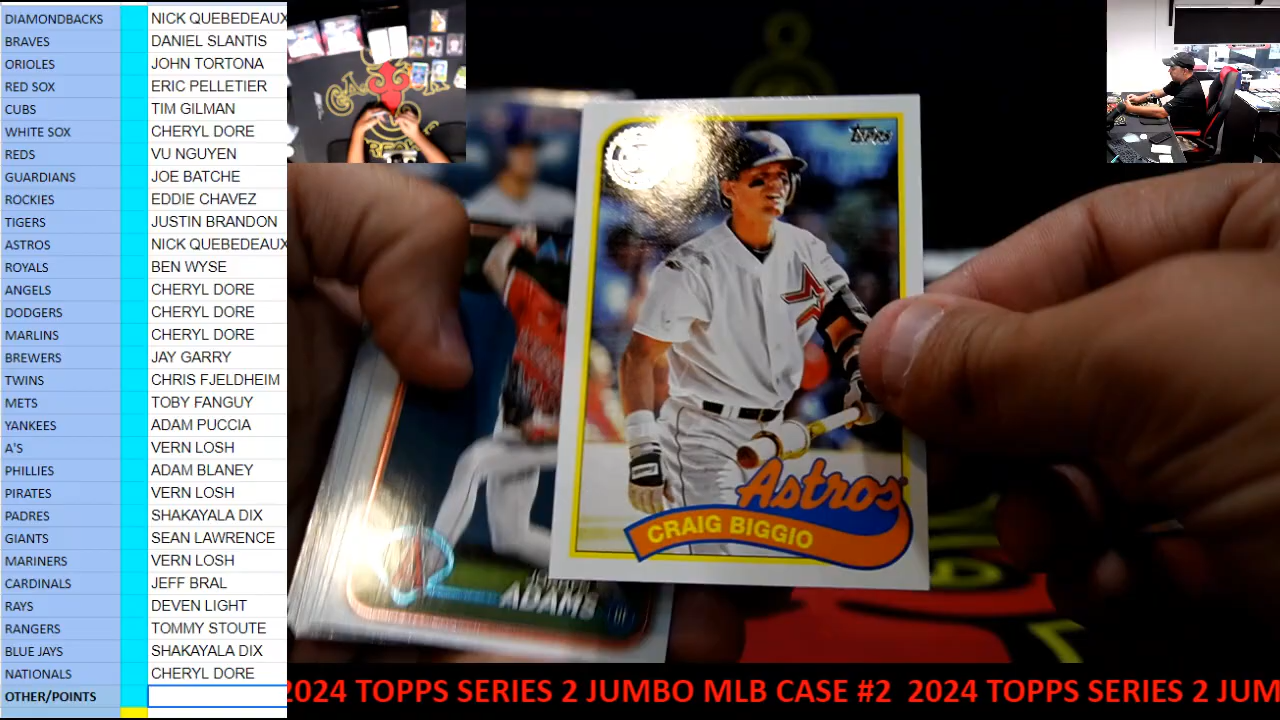 DIAMONDBACKS NICK QUEBEDEAUX
BRAVES DANIEL SLANTIS
ORIOLES JOHN TORTONA
RED SOX ERIC PELLETIER
CUBS TIM GILMAN
WHITE SOX CHERYL DORE
REDS VU NGUYEN
GUARDIANS JOE BATCHE
ROCKIES EDDIE CHAVEZ
TIGERS JUSTIN BRANDON
ASTROS NICK QUEBEDEAUX
ROYALS BEN WYSE
ANGELS CHERYL DORE
DODGERS CHERYL DORE
MARLINS CHERYL DORE
BREWERS JAY GARRY
TWINS CHRIS FJELDHEIM
METS TOBY FANGUY
YANKEES ADAM PUCCIA
A'S VERN LOSH
PHILLIES ADAM BLANEY
PIRATES VERN LOSH
PADRES SHAKAYALA DIX
GIANTS SEAN LAWRENCE
MARINERS VERN LOSH
CARDINALS JEFF BRAL
RAYS DEVEN LIGHT
RANGERS TOMMY STOUTE
BLUE JAYS SHAKAYALA DIX
NATIONALS CHERYL DORE
OTHER/POINTS
Topps
Astros
CRAIG BIGGIO
ADAMS
2024 TOPPS SERIES 2 JUMBO MLB CASE #2 2024 TOPPS SERIES 2 JUM